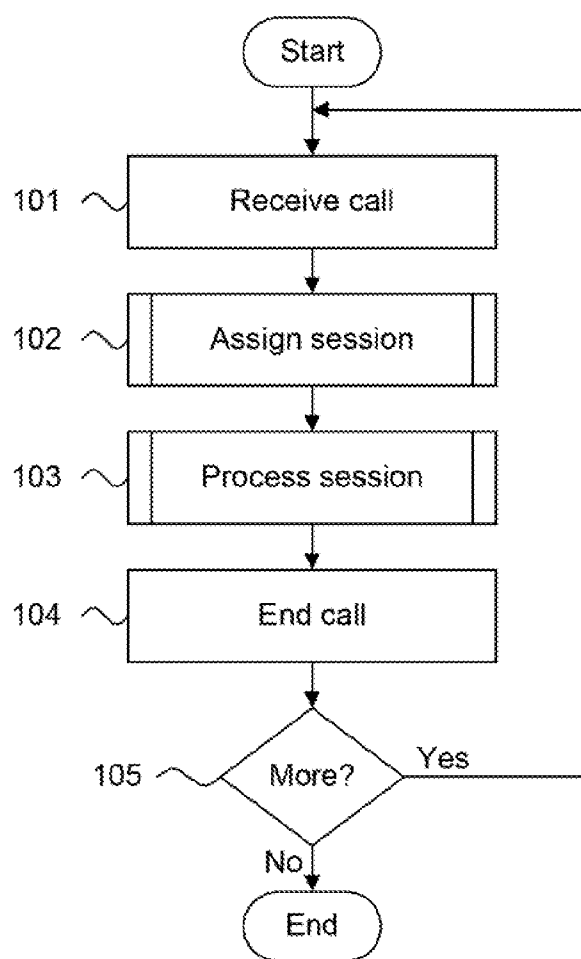 Start
101 Receive call
102 Assign session
103 Process session
104 End call
105 More? Yes
No
End